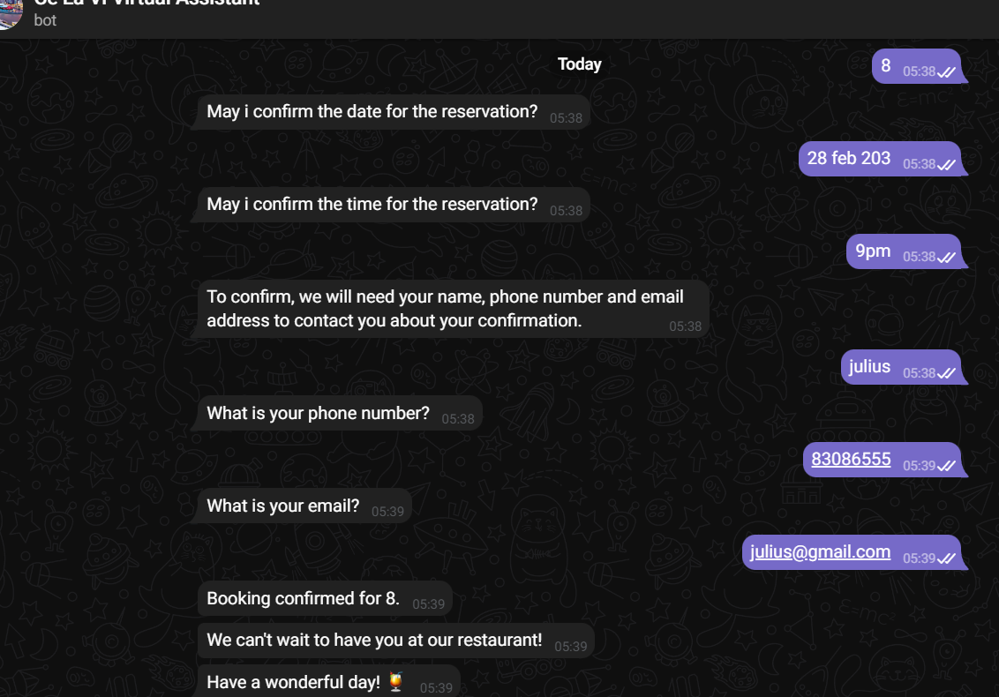 Ce La Vi Virtual Assistant
bot
Today
8 05:38
May i confirm the date for the reservation? 05:38
28 feb 203 05:38
May i confirm the time for the reservation? 05:38
9pm 05:38
To confirm, we will need your name, phone number and email
address to contact you about your confirmation. 05:38
julius 05:38
What is your phone number? 05:38
83086555 05:39
What is your email? 05:39
julius@gmail.com 05:39
Booking confirmed for 8. 05:39
We can't wait to have you at our restaurant! 05:39
Have a wonderful day! 🍹 05:39